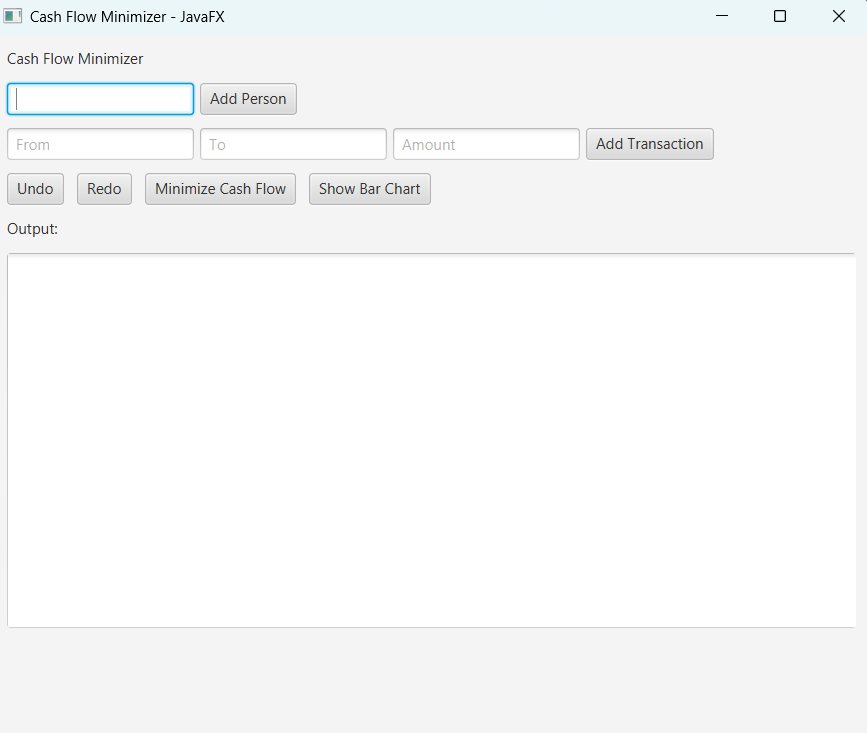 Cash Flow Minimizer - JavaFX
Cash Flow Minimizer
Add Person
From To Amount Add Transaction
Undo Redo Minimize Cash Flow Show Bar Chart
Output: